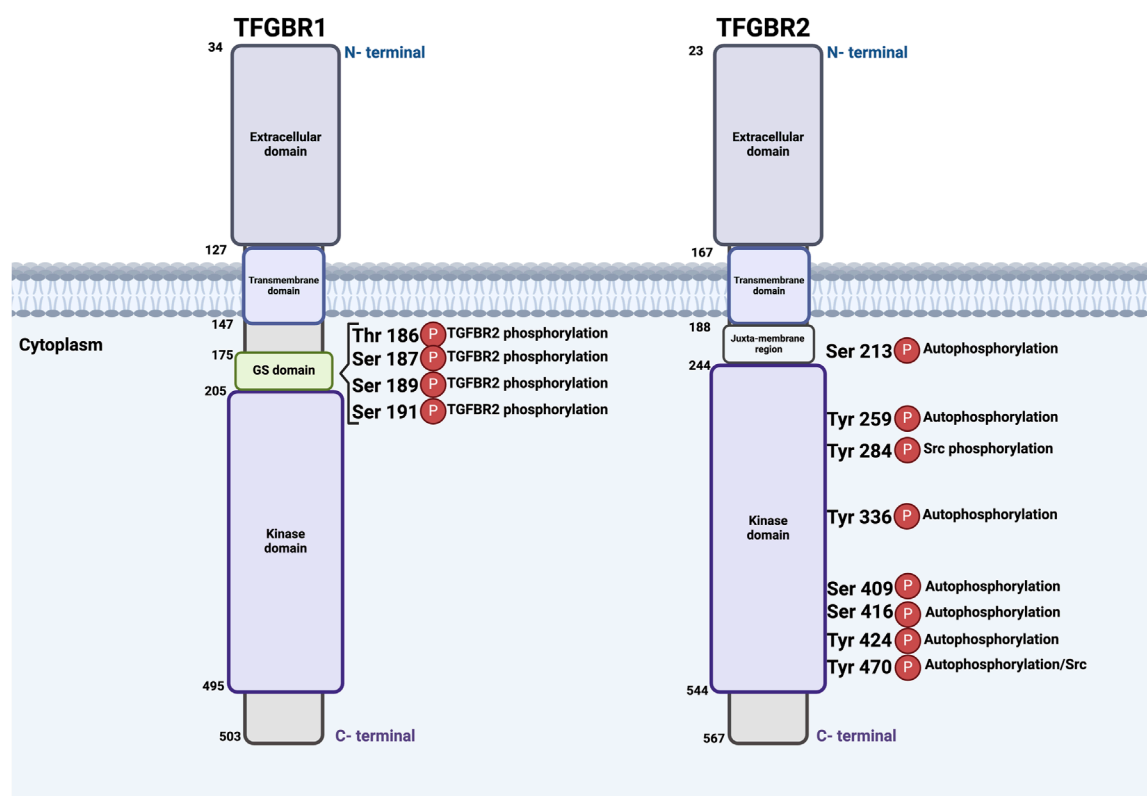 TFGBR1
34
N- terminal
Extracellular
domain
127
Transmembrane
domain
147
175
GS domain
205
Thr 186 P TGFBR2 phosphorylation
Ser 187 P TGFBR2 phosphorylation
Ser 189 P TGFBR2 phosphorylation
Ser 191 P TGFBR2 phosphorylation
Kinase
domain
495
503
C- terminal
Cytoplasm
TFGBR2
23
N- terminal
Extracellular
domain
167
Transmembrane
domain
188
Juxta-membrane
region
244
Ser 213 P Autophosphorylation
Tyr 259 P Autophosphorylation
Tyr 284 P Src phosphorylation
Tyr 336 P Autophosphorylation
Kinase
domain
Ser 409 P Autophosphorylation
Ser 416 P Autophosphorylation
Tyr 424 P Autophosphorylation
Tyr 470 P Autophosphorylation/Src
544
567
C- terminal